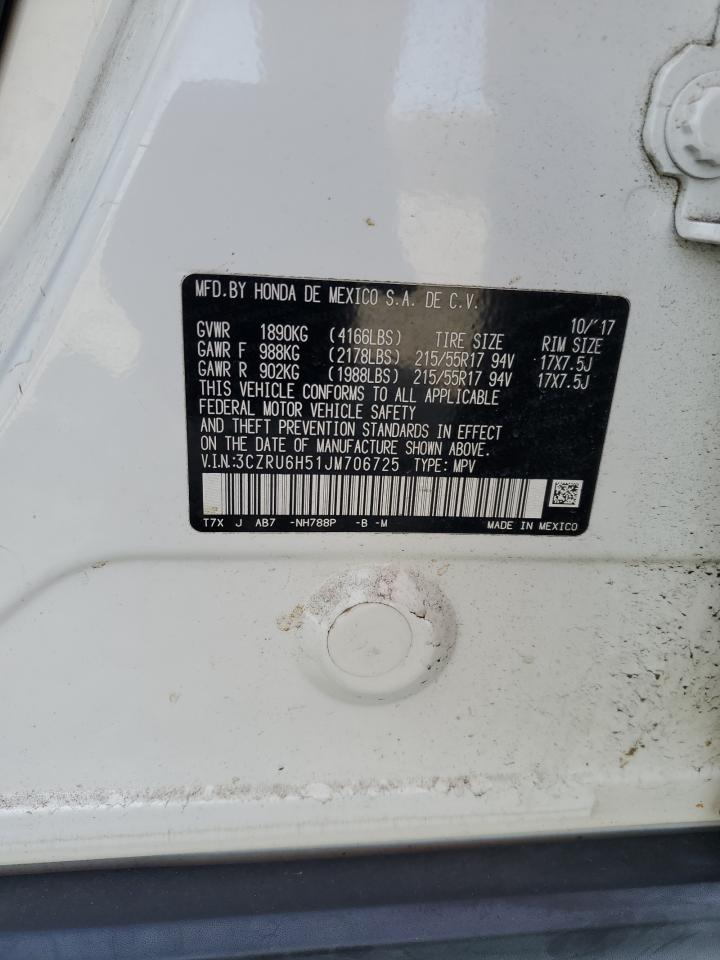 MFD.BY HONDA DE MEXICO S.A. DE C.V.
10/'17
GVWR 1890KG (4166LBS) TIRE SIZE RIM SIZE
GAWR F 988KG (2178LBS) 215/55R17 94V 17X7.5J
GAWR R 902KG (1988LBS) 215/55R17 94V 17X7.5J
THIS VEHICLE CONFORMS TO ALL APPLICABLE
FEDERAL MOTOR VEHICLE SAFETY
AND THEFT PREVENTION STANDARDS IN EFFECT
ON THE DATE OF MANUFACTURE SHOWN ABOVE.
V.I.N.:3CZRU6H51JM706725 TYPE: MPV
T7X J AB7 -NH788P -B -M MADE IN MEXICO